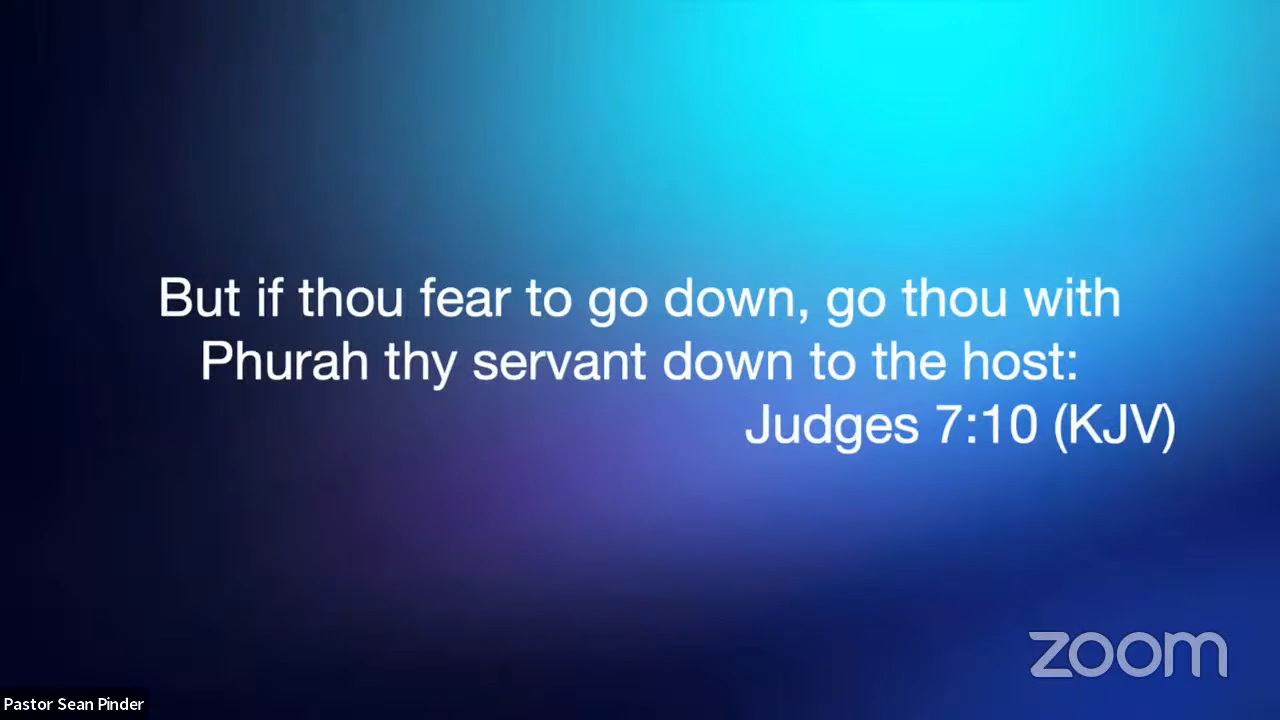 But if thou fear to go down, go thou with
Phurah thy servant down to the host:
Judges 7:10 (KJV)
zoom
Pastor Sean Pinder